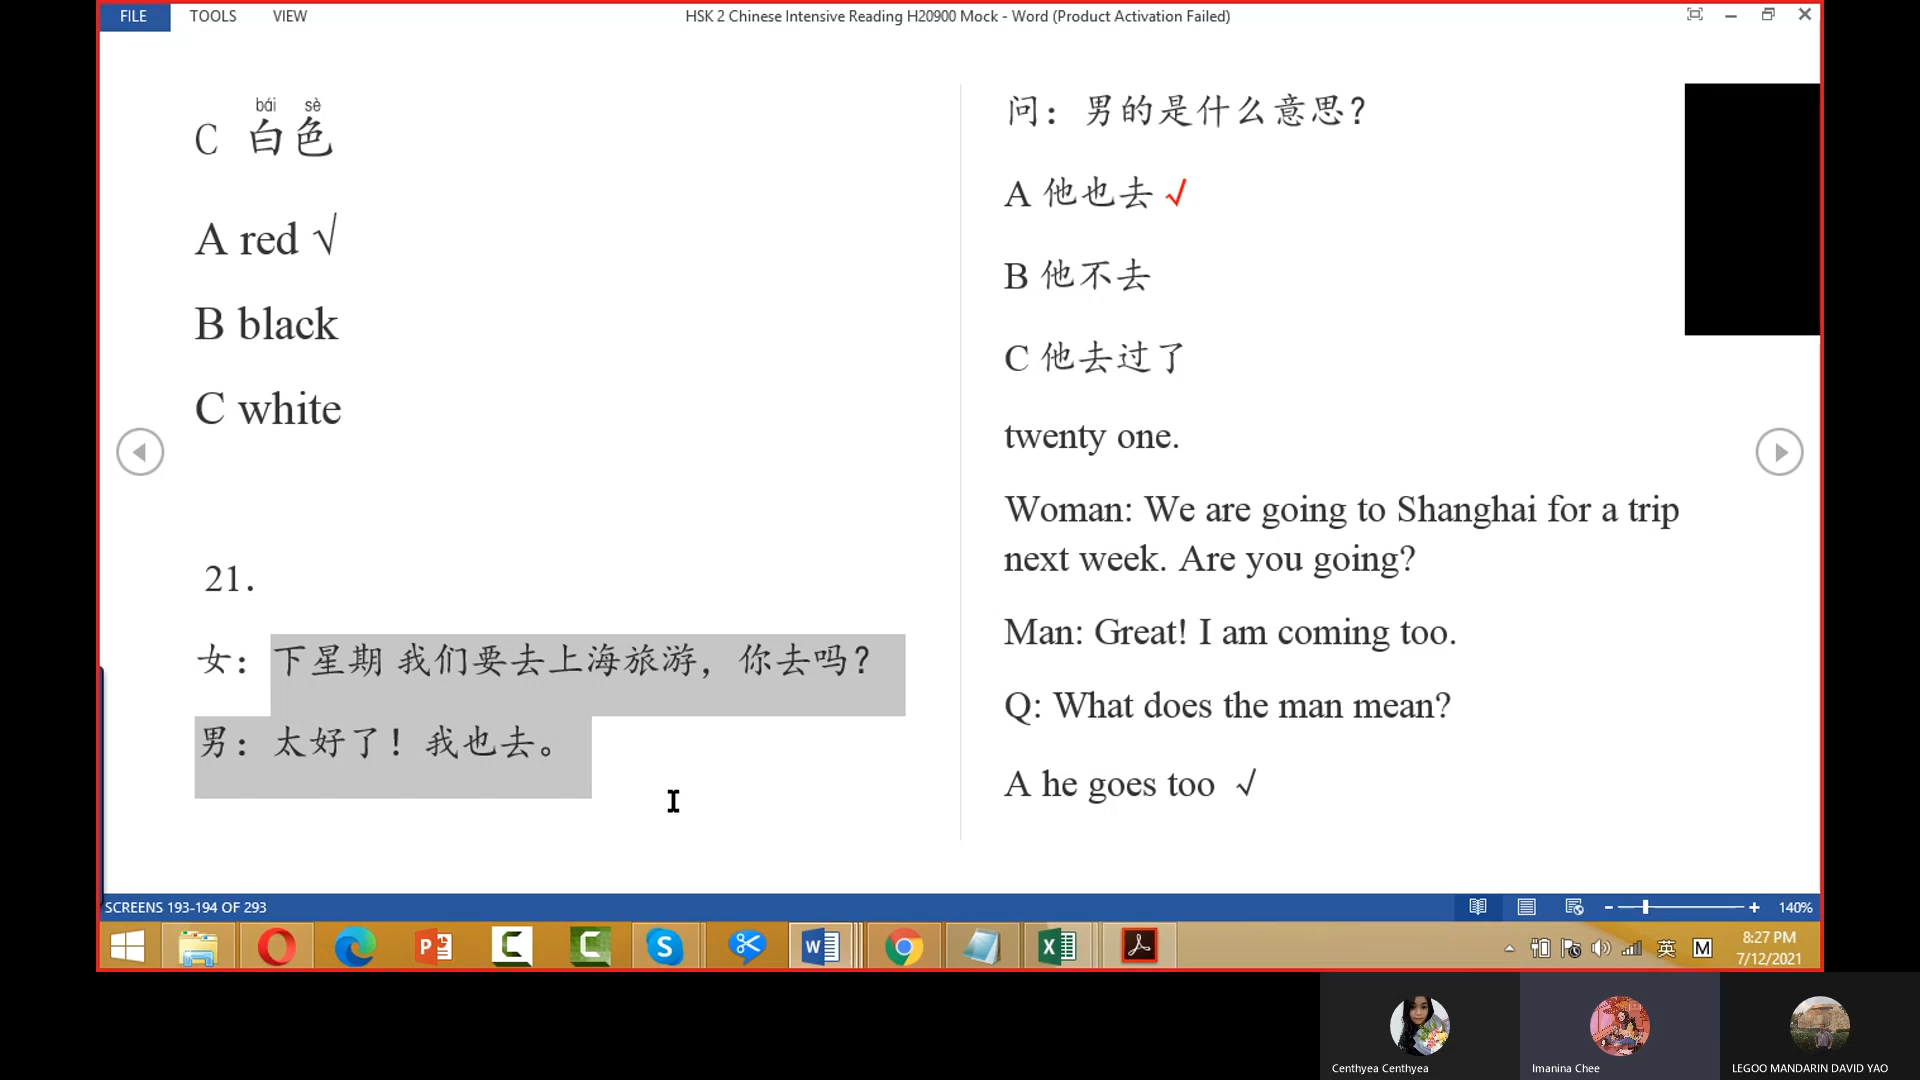 FILE TOOLS VIEW HSK 2 Chinese Intensive Reading H20900 Mock - Word (Product Activation Failed)
bái sè
C 白色
A red √
B black
C white
21.
女：下星期 我们要去上海旅游，你去吗？
男：太好了！我也去。
问：男的是什么意思？
A 他也去 √
B 他不去
C 他去过了
twenty one.
Woman: We are going to Shanghai for a trip
next week. Are you going?
Man: Great! I am coming too.
Q: What does the man mean?
A he goes too √
SCREENS 193-194 OF 293
140%
英 M
8:27 PM
7/12/2021
Centhyea Centhyea
Imanina Chee
LEGOO MANDARIN DAVID YAO